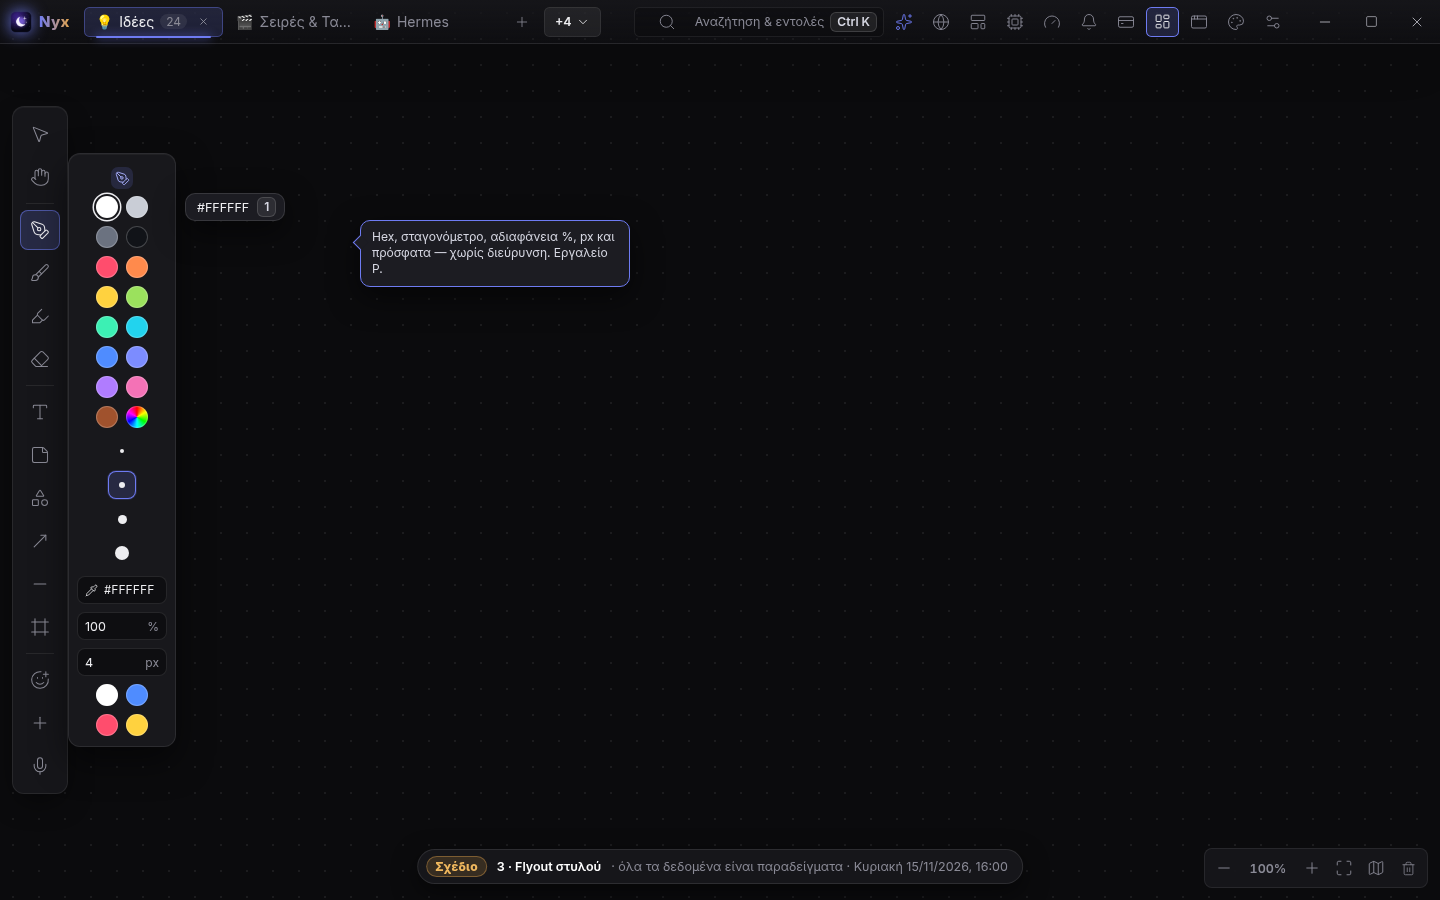 Nyx
Ιδέες 24
Σειρές & Τα...
Hermes
+4
Αναζήτηση & εντολές Ctrl K
#FFFFFF 1
Hex, σταγονόμετρο, αδιαφάνεια %, px και
πρόσφατα — χωρίς διεύρυνση. Εργαλείο
P.
#FFFFFF
100 %
4 px
Σχέδιο 3 · Flyout στυλού · όλα τα δεδομένα είναι παραδείγματα · Κυριακή 15/11/2026, 16:00
100%